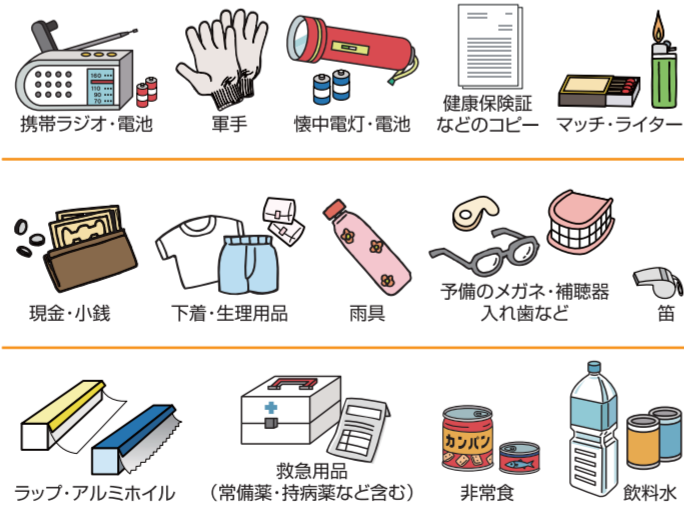 160
110
90
70
携帯ラジオ・電池
軍手
懐中電灯・電池
健康保険証
などのコピー
マッチ・ライター
現金・小銭
下着・生理用品
雨具
予備のメガネ・補聴器
入れ歯など
笛
ラップ・アルミホイル
救急用品
（常備薬・持病薬など含む）
カンパン
非常食
飲料水